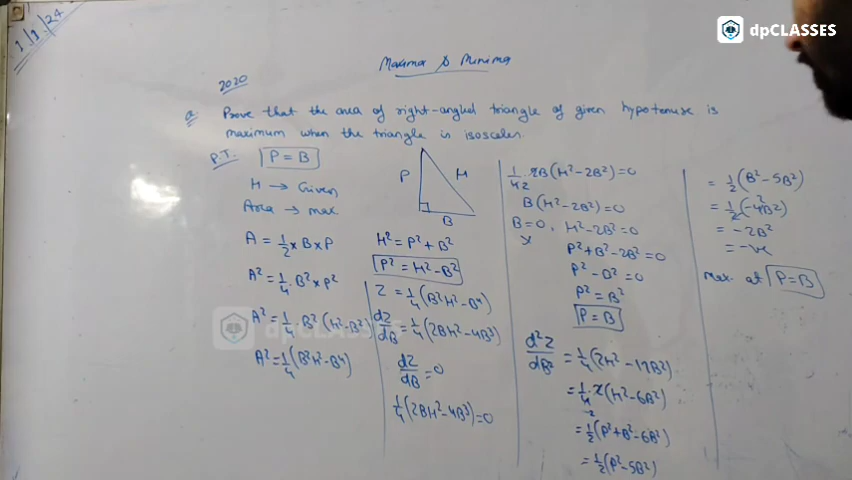 1/1/24
dpCLASSES
Maxima & Minima
2020
Q Prove that the area of right-angled triangle of given hypotenuse is
maximum when the triangle is isosceles.
P.T. P = B
H → Given
Area → max.
A = 1/2 × B × P
A² = 1/4 · B² × P²
A² = 1/4 · B² (H² - B²)
A² = 1/4 (B²H² - B⁴)
P H
B
H² = P² + B²
P² = H² - B²
Z = 1/4 (B²H² - B⁴)
dZ/dB = 1/4 (2BH² - 4B³)
dZ/dB = 0
1/4 (2BH² - 4B³) = 0
1/4 2 · 2B (H² - 2B²) = 0
B (H² - 2B²) = 0
B = 0, H² - 2B² = 0
×
P² + B² - 2B² = 0
P² - B² = 0
P² = B²
P = B
d²Z/dB² = 1/4 (2H² - 12B²)
= 1/4 · 2 (H² - 6B²)
2
= 1/2 (P² + B² - 6B²)
= 1/2 (P² - 5B²)
= 1/2 (B² - 5B²)
= 1/2 (-4B²)
2
= -2B²
= -ve
Max. at P = B
dpCLASSES